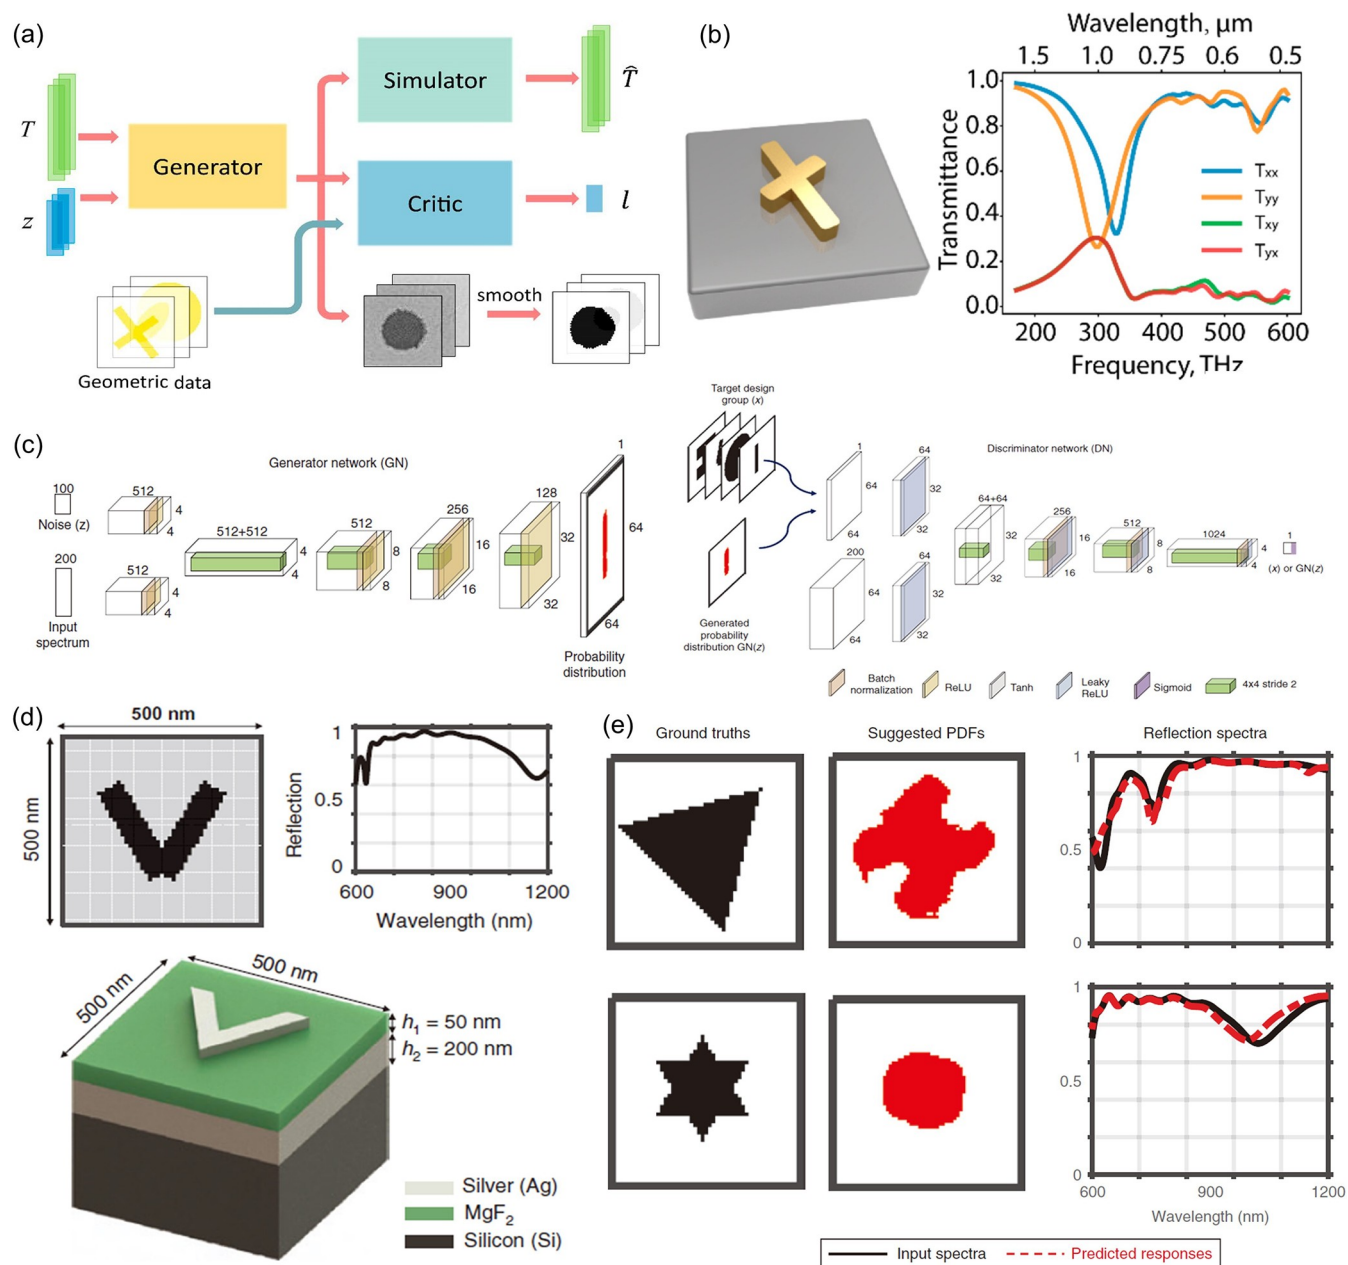 (a)
T
z
Generator
Simulator
T̂
Critic
l
smooth
Geometric data
(b)
Wavelength, μm
1.5 1.0 0.75 0.6 0.5
Transmittance
1.0
0.8
0.6
0.4
0.2
0.0
Txx
Tyy
Txy
Tyx
200 300 400 500 600
Frequency, THz
(c)
Generator network (GN)
100
Noise (z)
200
Input
spectrum
512
4
4
512
4
4
512+512
4
4
512
8
8
256
16
16
128
32
32
1
64
64
Probability
distribution
Target design
group (x)
Generated
probability
distribution GN(z)
Discriminator network (DN)
1
64
64
64
32
32
200
64
64
64
32
32
64+64
32
32
256
16
16
512
8
8
1024
4
4
1
(x) or GN(z)
Batch
normalization
ReLU
Tanh
Leaky
ReLU
Sigmoid
4x4 stride 2
(d)
500 nm
500 nm
Reflection
1
0.5
0
600 900 1200
Wavelength (nm)
500 nm
500 nm
h1 = 50 nm
h2 = 200 nm
Silver (Ag)
MgF2
Silicon (Si)
(e)
Ground truths
Suggested PDFs
Reflection spectra
1
0.5
0
1
0.5
0
600 900 1200
Wavelength (nm)
Input spectra
Predicted responses